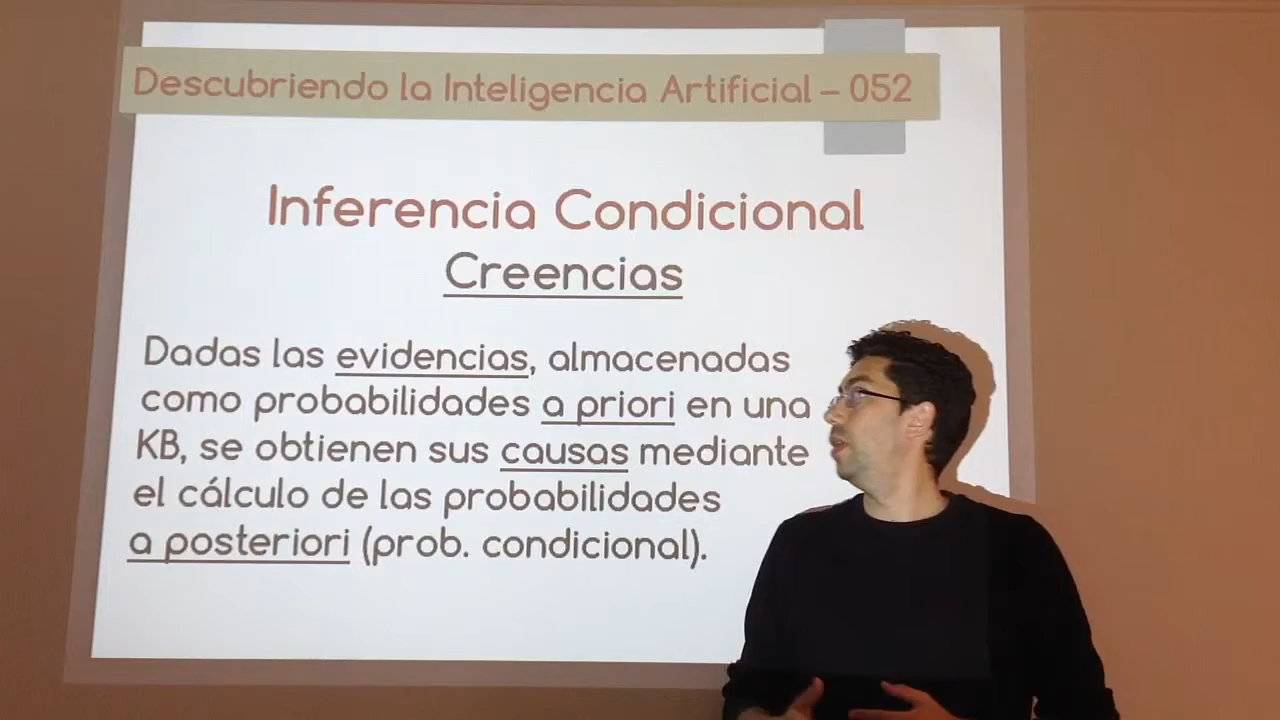 Descubriendo la Inteligencia Artificial – 052
Inferencia Condicional
Creencias
Dadas las evidencias, almacenadas
como probabilidades a priori en una
KB, se obtienen sus causas mediante
el cálculo de las probabilidades
a posteriori (prob. condicional).